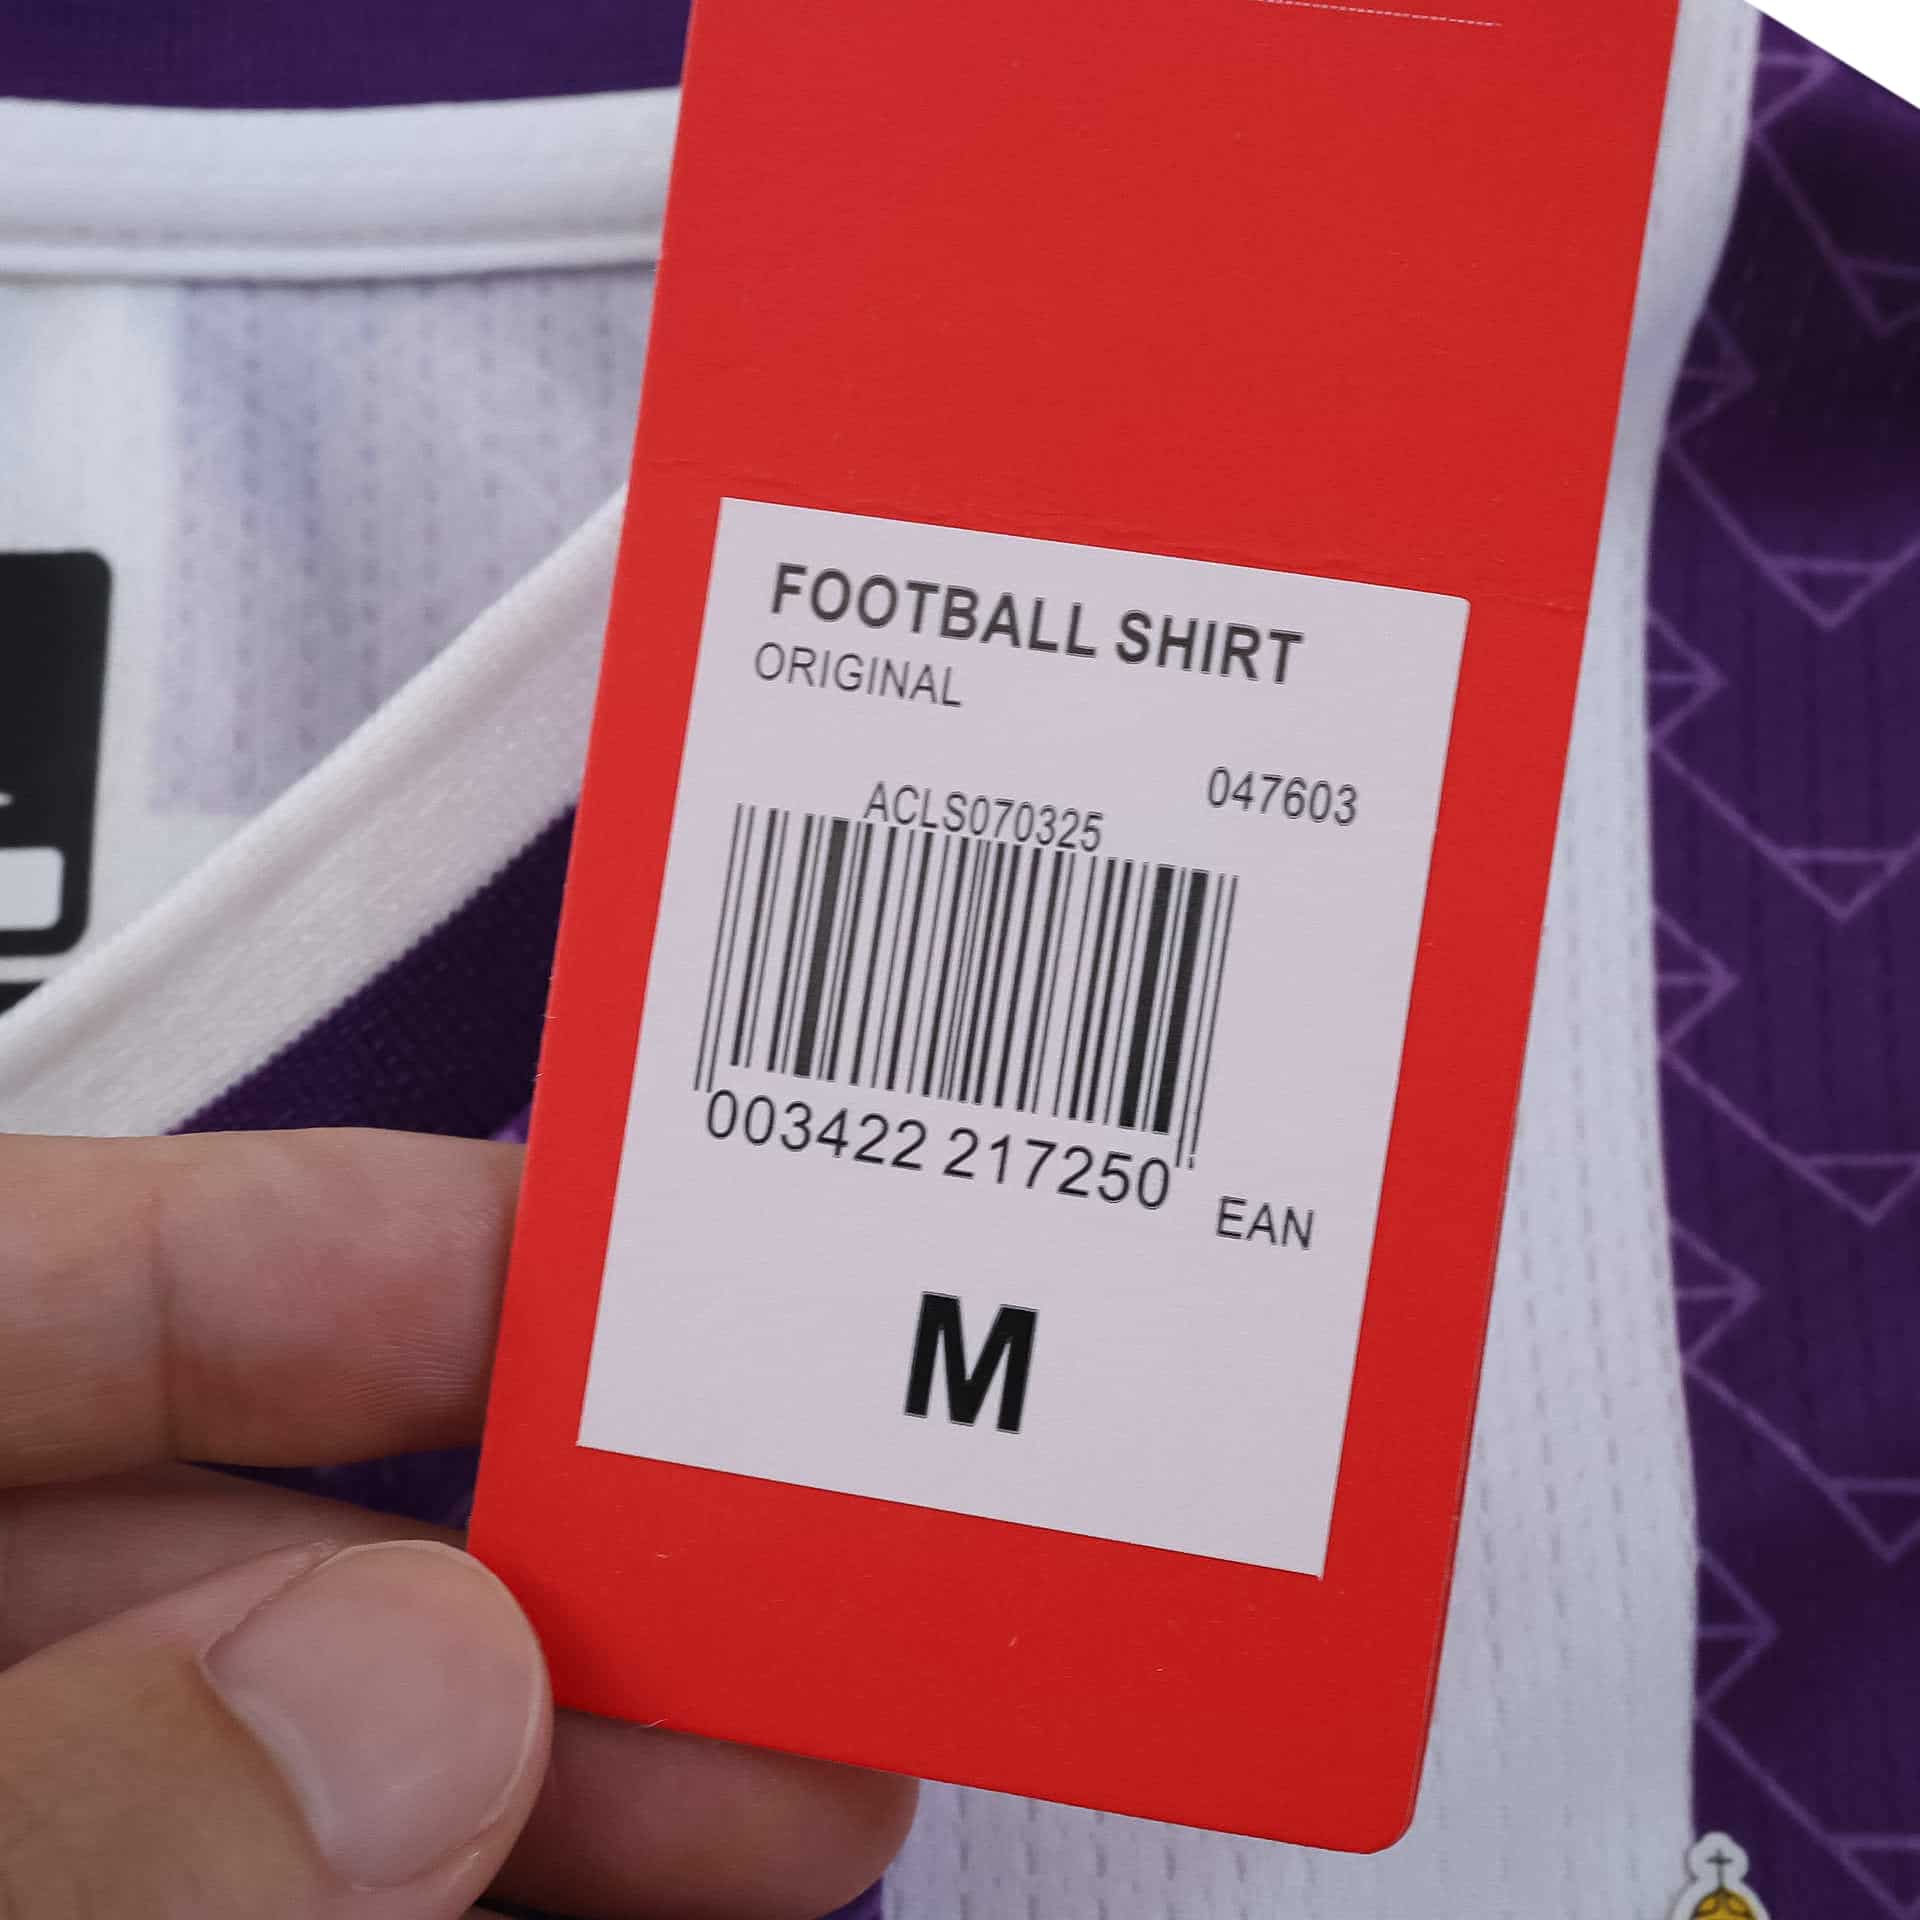 FOOTBALL SHIRT
ORIGINAL
047603
ACLS070325
003422 217250
EAN
M